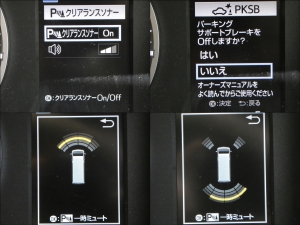 P クリアランスソナー
P クリアランスソナー On
OK:クリアランスソナー On/Off
PKSB
パーキング
サポートブレーキを
Offしますか?
はい
いいえ
オーナーズマニュアルを
よく読んでからご使用ください
OK:決定 戻る
OK:P 一時ミュート
OK:P 一時ミュート